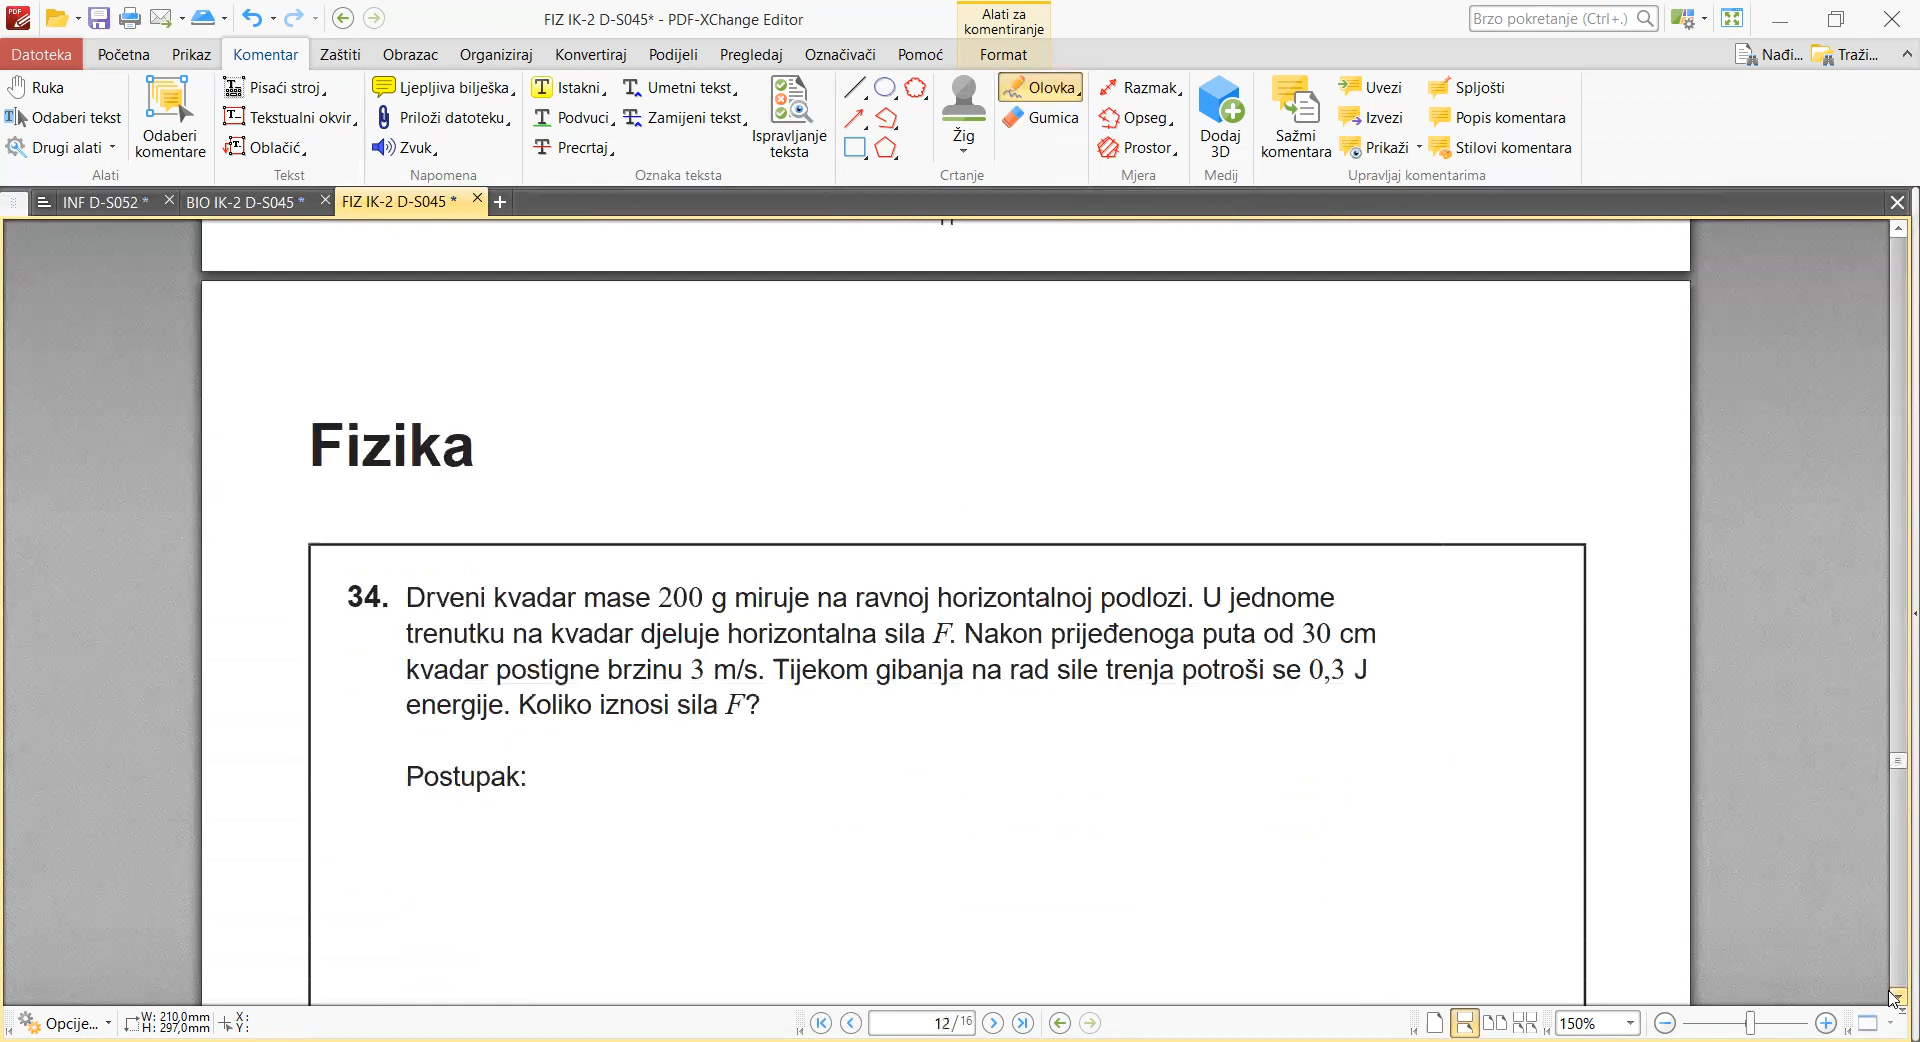 FIZ IK-2 D-S045* - PDF-XChange Editor
Alati za komentiranje
Brzo pokretanje (Ctrl+.)
Datoteka Početna Prikaz Komentar Zaštiti Obrazac Organiziraj Konvertiraj Podijeli Pregledaj Označivači Pomoć Format Nađi... Traži...
Ruka Pisaći stroj Ljepljiva bilješka Istakni Umetni tekst Olovka Razmak Uvezi Spljošti
Odaberi tekst Tekstualni okvir Priloži datoteku Podvuci Zamijeni tekst Gumica Opseg Izvezi Popis komentara
Odaberi komentare Ispravljanje teksta Žig Dodaj 3D Sažmi komentara
Drugi alati Oblačić Zvuk Precrtaj Prostor Prikaži Stilovi komentara
Alati Tekst Napomena Oznaka teksta Crtanje Mjera Medij Upravljaj komentarima
INF D-S052 * BIO IK-2 D-S045 * FIZ IK-2 D-S045 *
Fizika
34. Drveni kvadar mase 200 g miruje na ravnoj horizontalnoj podlozi. U jednome
trenutku na kvadar djeluje horizontalna sila F. Nakon prijeđenoga puta od 30 cm
kvadar postigne brzinu 3 m/s. Tijekom gibanja na rad sile trenja potroši se 0,3 J
energije. Koliko iznosi sila F?
Postupak:
Opcije... W: 210,0mm X: 12/16 150%
H: 297,0mm Y: